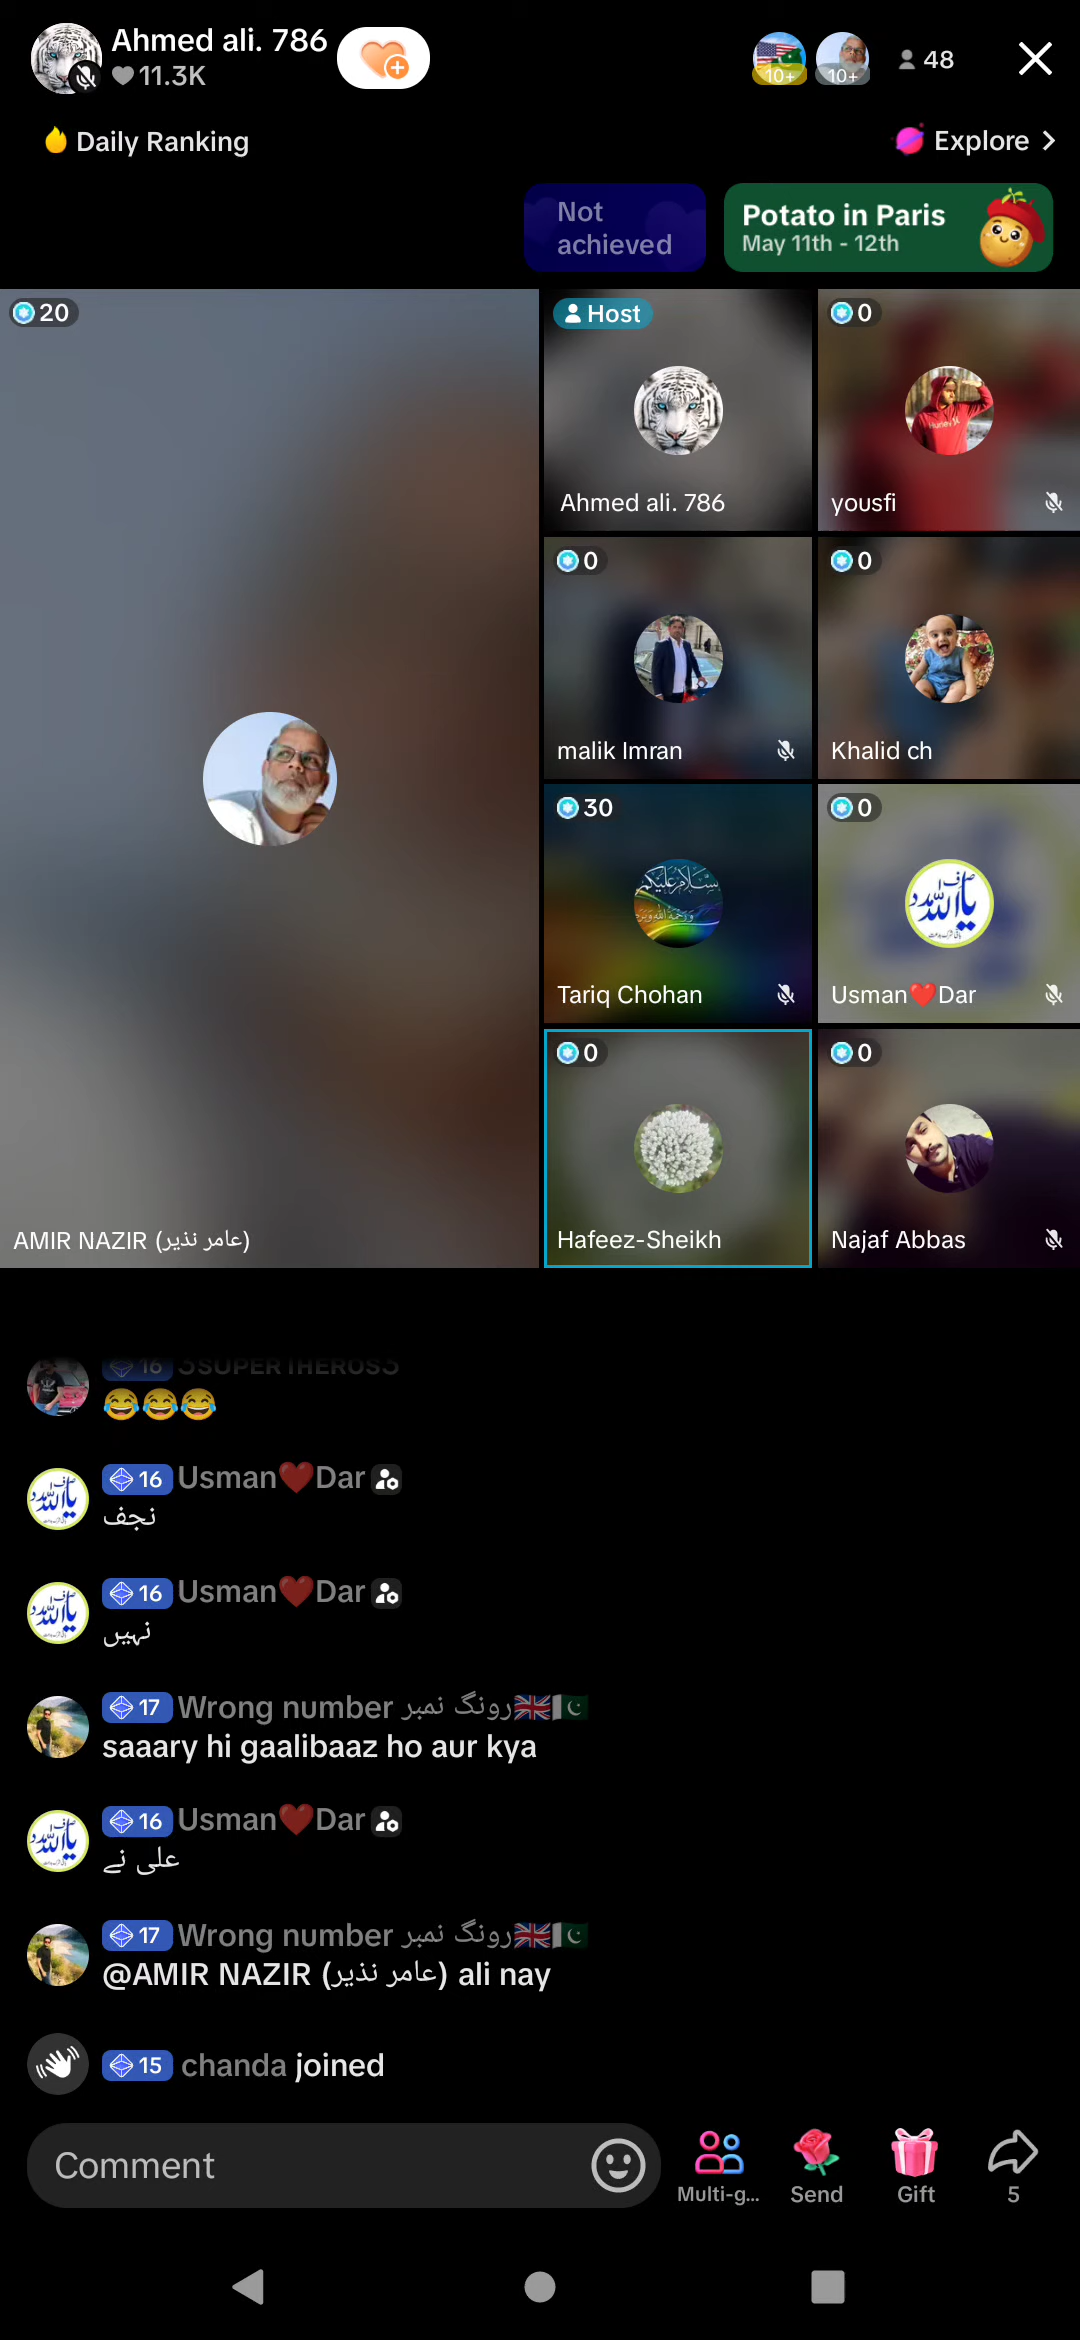 Ahmed ali. 786
11.3K
10+
10+
48
Daily Ranking
Explore
Not
achieved
Potato in Paris
May 11th - 12th
20
Host
0
Ahmed ali. 786
yousfi
0
0
malik Imran
Khalid ch
30
0
Tariq Chohan
Usman❤️Dar
0
0
AMIR NAZIR (عامر نذیر)
Hafeez-Sheikh
Najaf Abbas
😂😂😂
16 Usman❤️Dar
نجف
16 Usman❤️Dar
نہیں
17 Wrong number رونگ نمبر🇬🇧🇵🇰
saaary hi gaalibaaz ho aur kya
16 Usman❤️Dar
علی نے
17 Wrong number رونگ نمبر🇬🇧🇵🇰
@AMIR NAZIR (عامر نذیر) ali nay
15 chanda joined
Comment
Multi-g...
Send
Gift
5